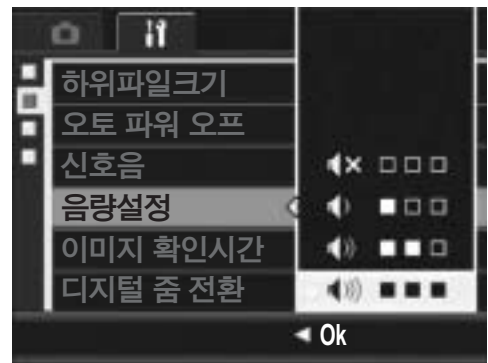 하위파일크기
오토 파워 오프
신호음
음량설정
이미지 확인시간
디지털 줌 전환
Ok